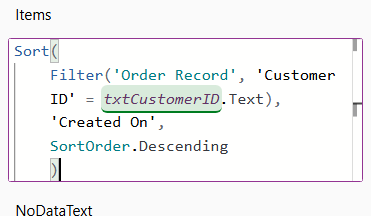 Items
Sort(
Filter('Order Record', 'Customer
ID' = txtCustomerID.Text),
'Created On',
SortOrder.Descending
)
NoDataText